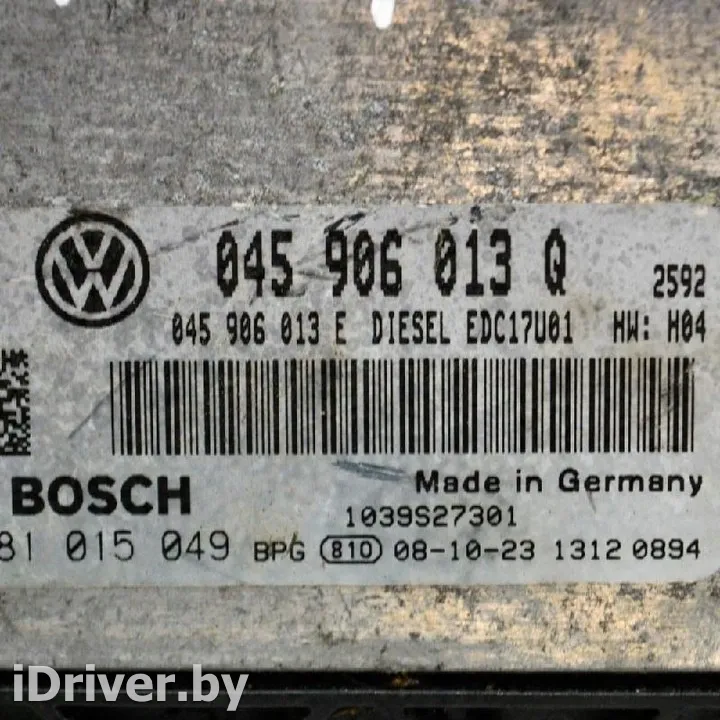 045 906 013 Q 2592
045 906 013 E DIESEL EDC17U01 HW: H04
BOSCH
Made in Germany
1039S27301
81 015 049 BPG 810 08-10-23 1312 0894
iDriver.by